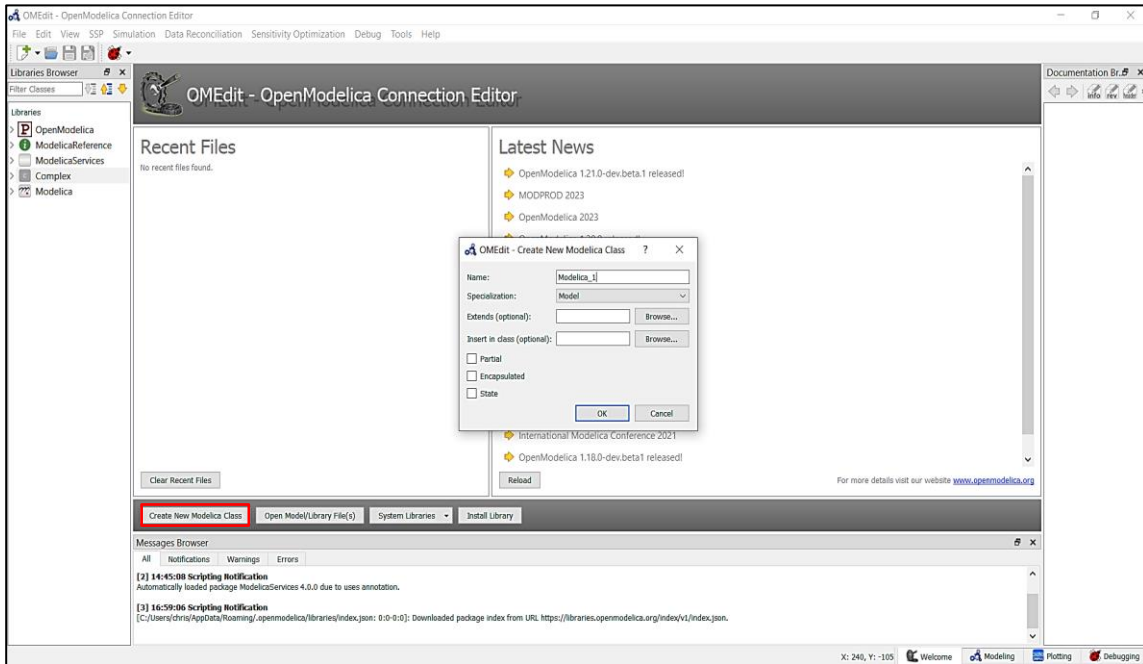 OMEdit - OpenModelica Connection Editor
File Edit View SSP Simulation Data Reconciliation Sensitivity Optimization Debug Tools Help
Libraries Browser
Filter Classes
Libraries
OpenModelica
ModelicaReference
ModelicaServices
Complex
Modelica
OMEdit - OpenModelica Connection Editor
Recent Files
No recent files found.
Clear Recent Files
Latest News
OpenModelica 1.21.0-dev.beta.1 released!
MODPROD 2023
OpenModelica 2023
OMEdit - Create New Modelica Class ?
Name: Modelica_1
Specialization: Model
Extends (optional): Browse...
Insert in class (optional): Browse...
Partial
Encapsulated
State
OK Cancel
International Modelica Conference 2021
OpenModelica 1.18.0-dev.beta1 released!
Reload
For more details visit our website www.openmodelica.org
Create New Modelica Class Open Model/Library File(s) System Libraries Install Library
Messages Browser
All Notifications Warnings Errors
[2] 14:45:08 Scripting Notification
Automatically loaded package ModelicaServices 4.0.0 due to uses annotation.
[3] 16:59:06 Scripting Notification
[C:/Users/chris/AppData/Roaming/.openmodelica/libraries/index.json: 0:0-0:0]: Downloaded package index from URL https://libraries.openmodelica.org/index/v1/index.json.
Documentation Br.
info rev
X: 240, Y: -105 Welcome Modeling Plotting Debugging